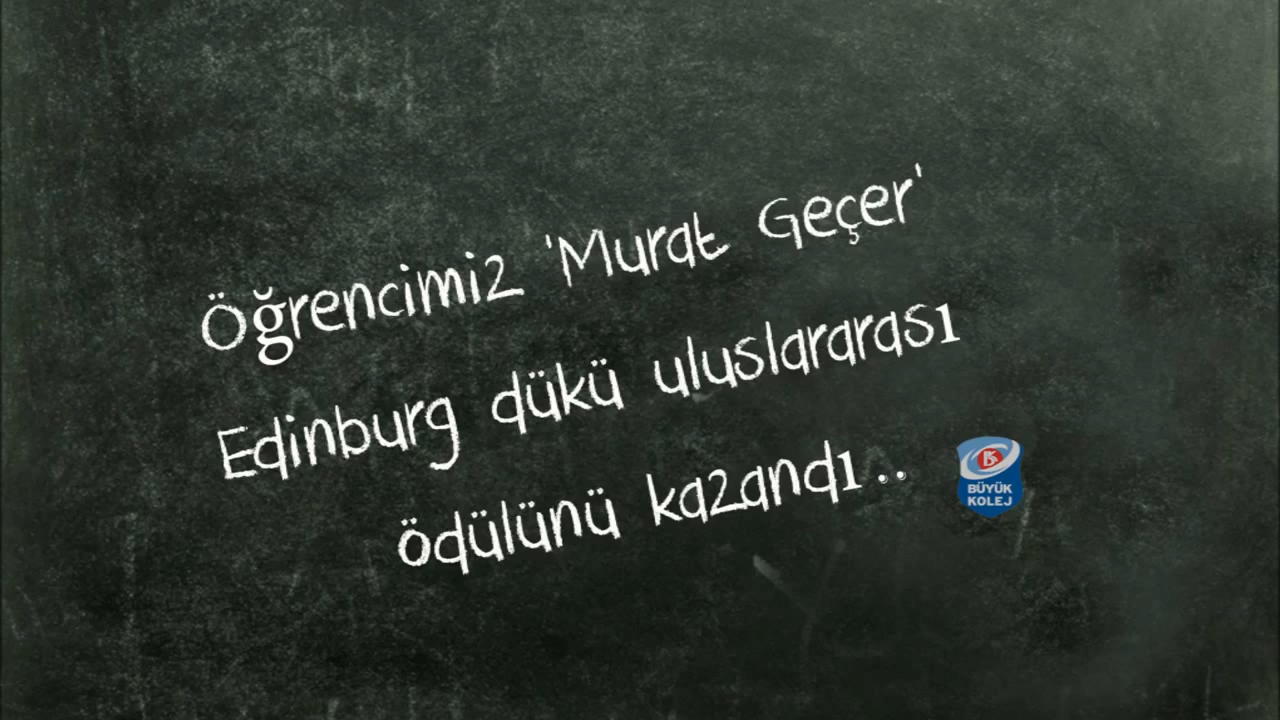 Öğrencimiz 'Murat Geçer'
Edinburg dükü uluslararası
ödülünü kazandı..
BÜYÜK
KOLEJ